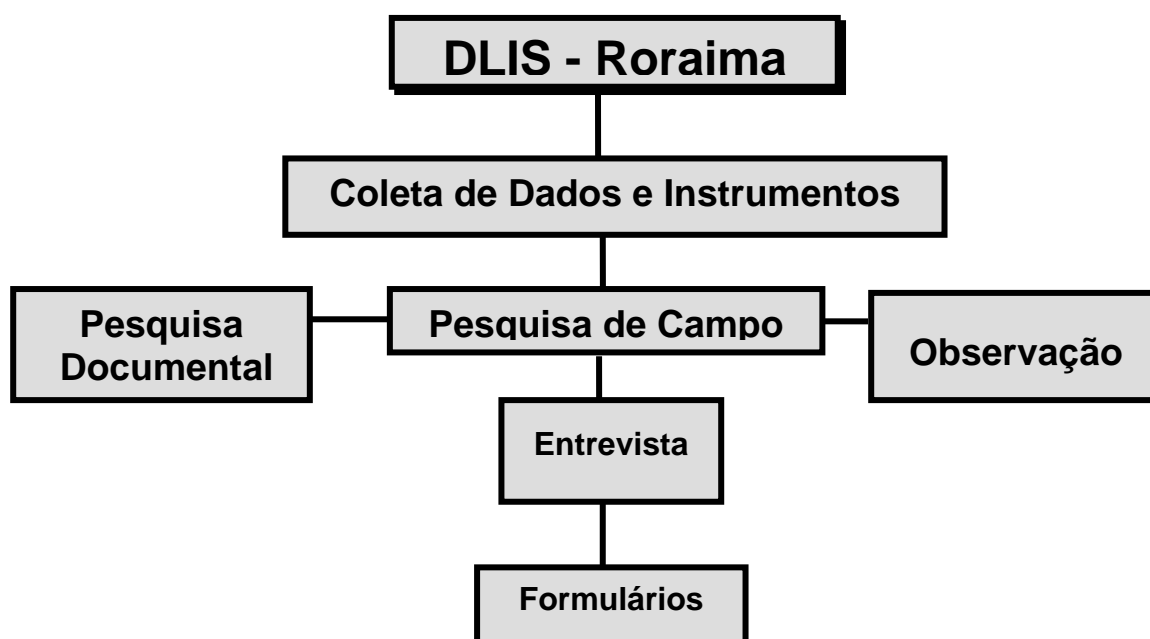 DLIS - Roraima
Coleta de Dados e Instrumentos
Pesquisa
Documental
Pesquisa de Campo
Observação
Entrevista
Formulários